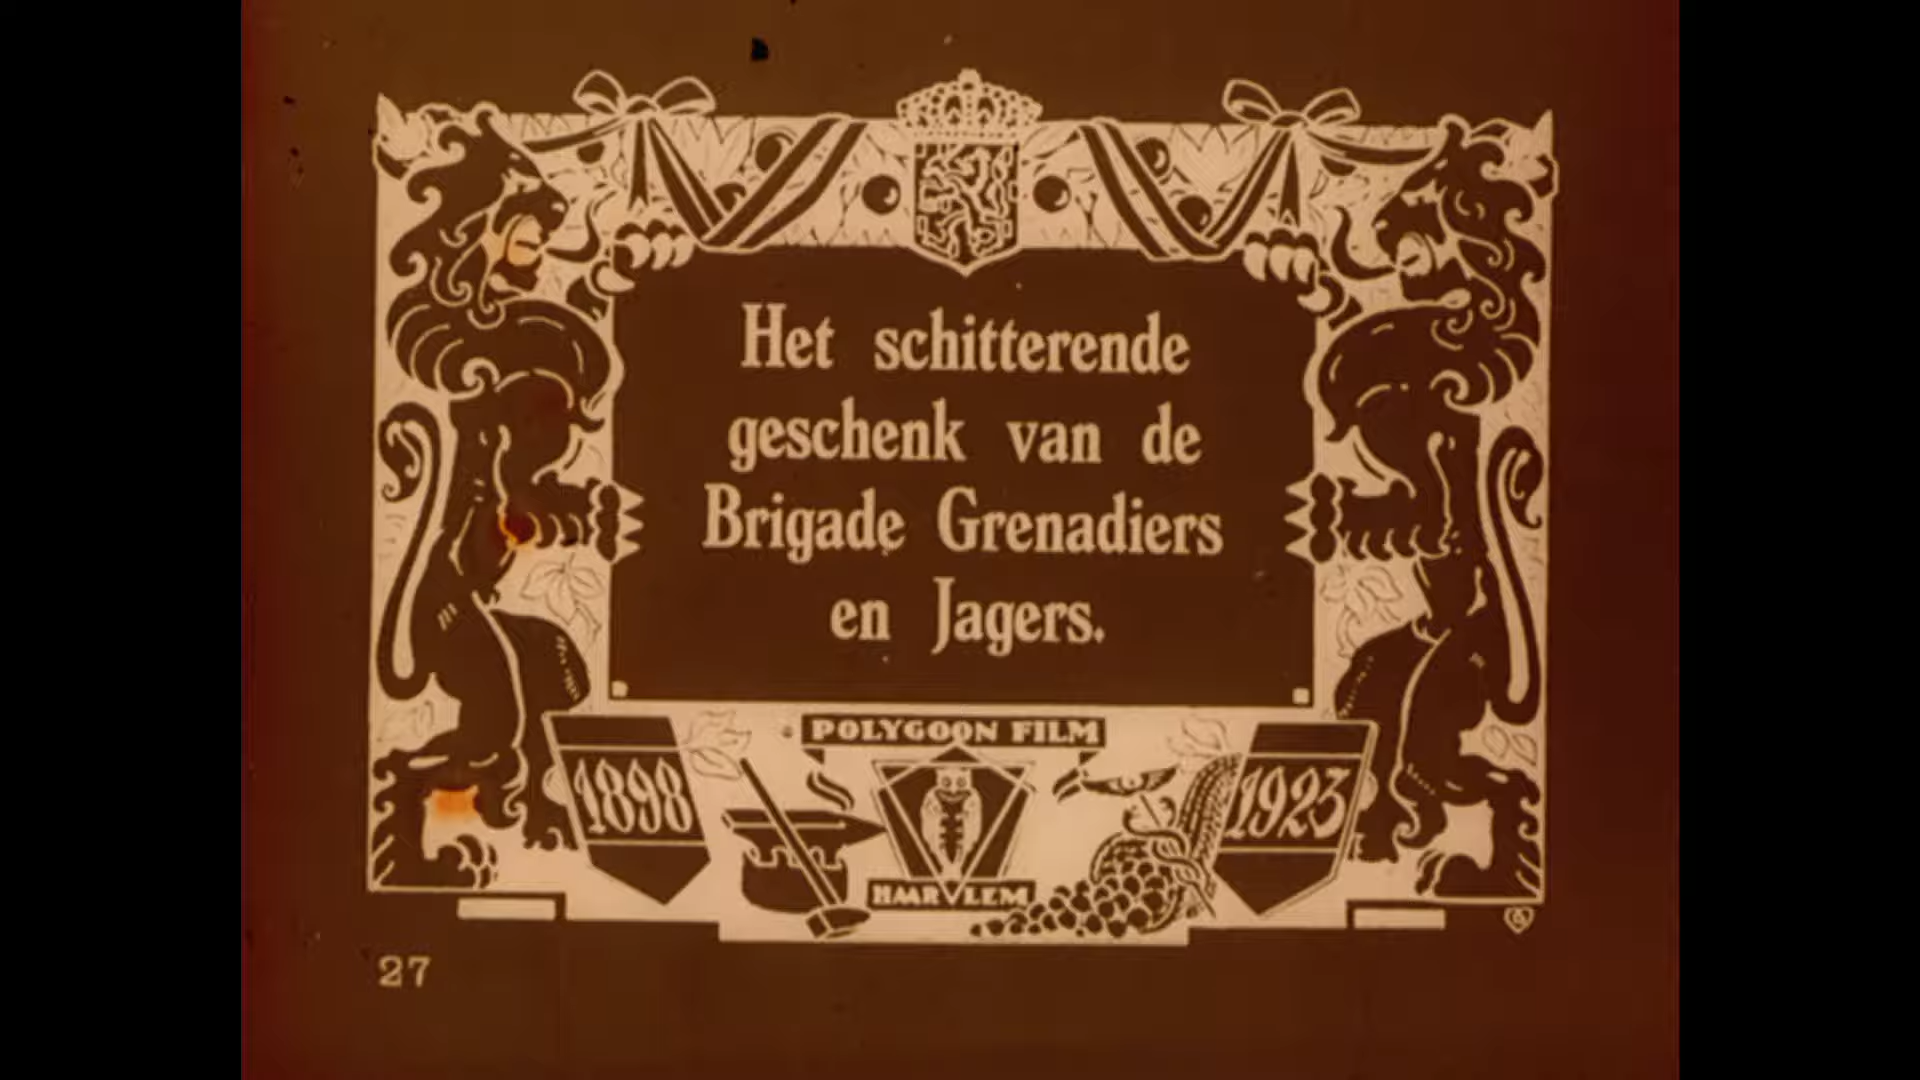 Het schitterende
geschenk van de
Brigade Grenadiers
en Jagers.
POLYGOON FILM
1898
1923
HAARLEM
27